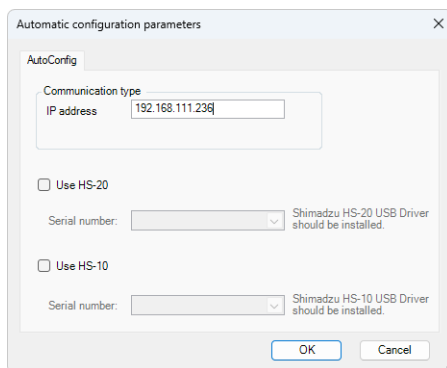 Automatic configuration parameters
AutoConfig
Communication type
IP address 192.168.111.236
Use HS-20
Serial number: Shimadzu HS-20 USB Driver
should be installed.
Use HS-10
Serial number: Shimadzu HS-10 USB Driver
should be installed.
OK Cancel